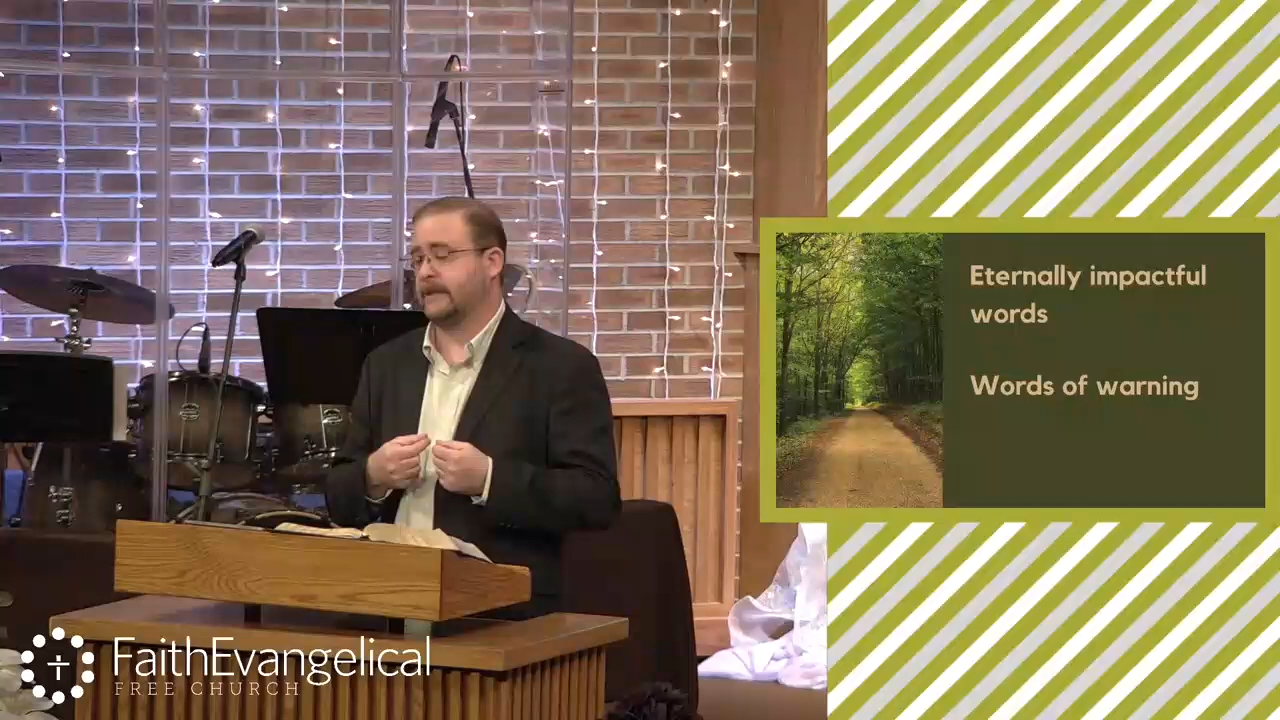 Eternally impactful
words
Words of warning
FaithEvangelical
FREE CHURCH